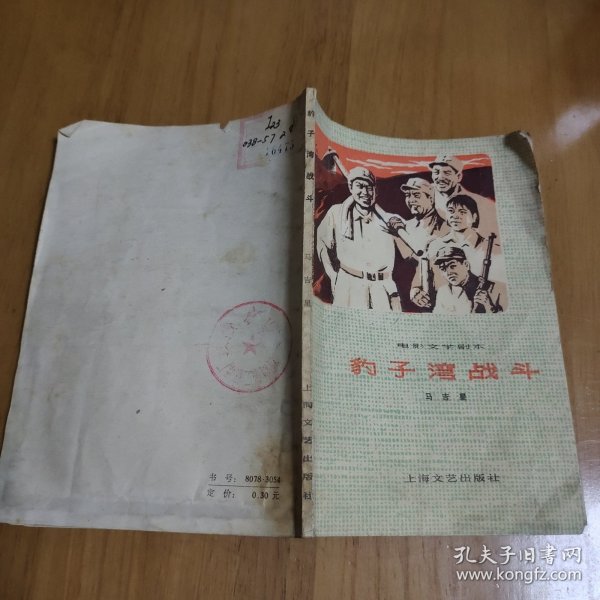 电影文学剧本
豹子湾战斗
马吉星
上海文艺出版社
豹子湾战斗
马吉星
上海文艺出版社
书号：8078·3054
定价：0.30元
孔夫子旧书网
www.kongfz.com